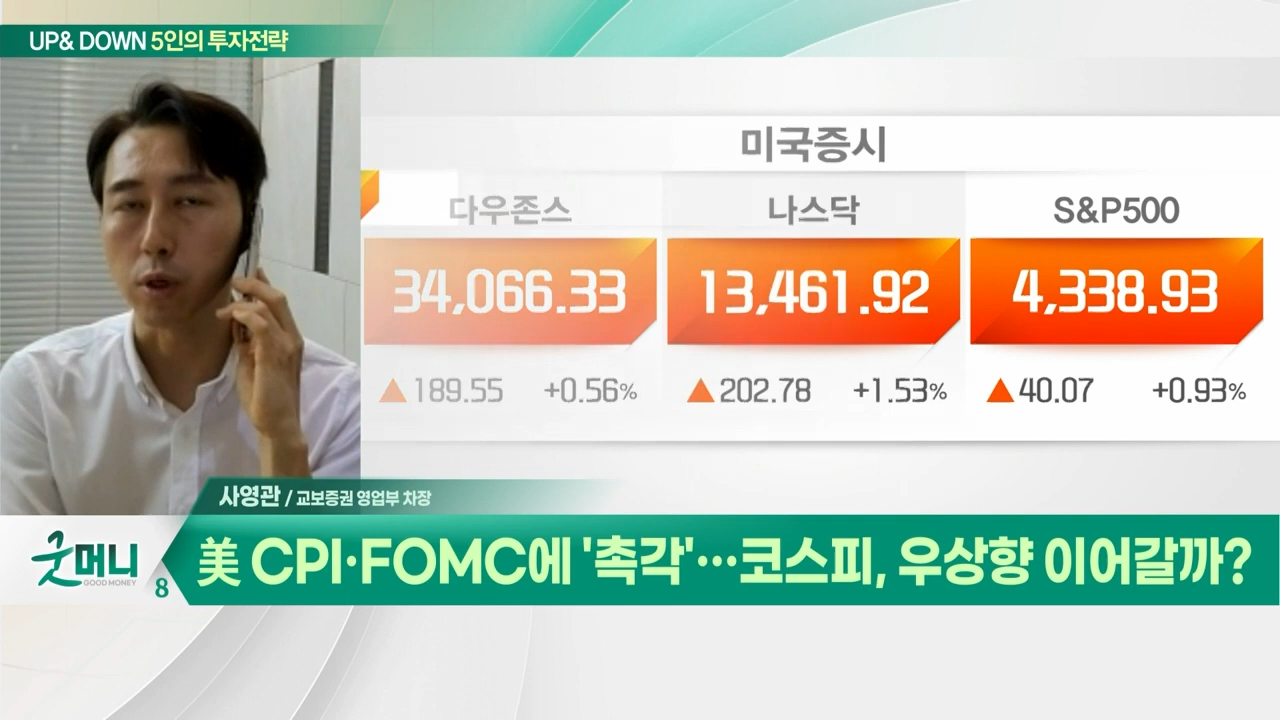 UP& DOWN 5인의 투자전략
미국증시
다우존스 나스닥 S&P500
34,066.33 13,461.92 4,338.93
▲189.55 +0.56% ▲202.78 +1.53% ▲40.07 +0.93%
사영관 / 교보증권 영업부 차장
굿머니
GOOD MONEY
8
美 CPI·FOMC에 '촉각'…코스피, 우상향 이어갈까?